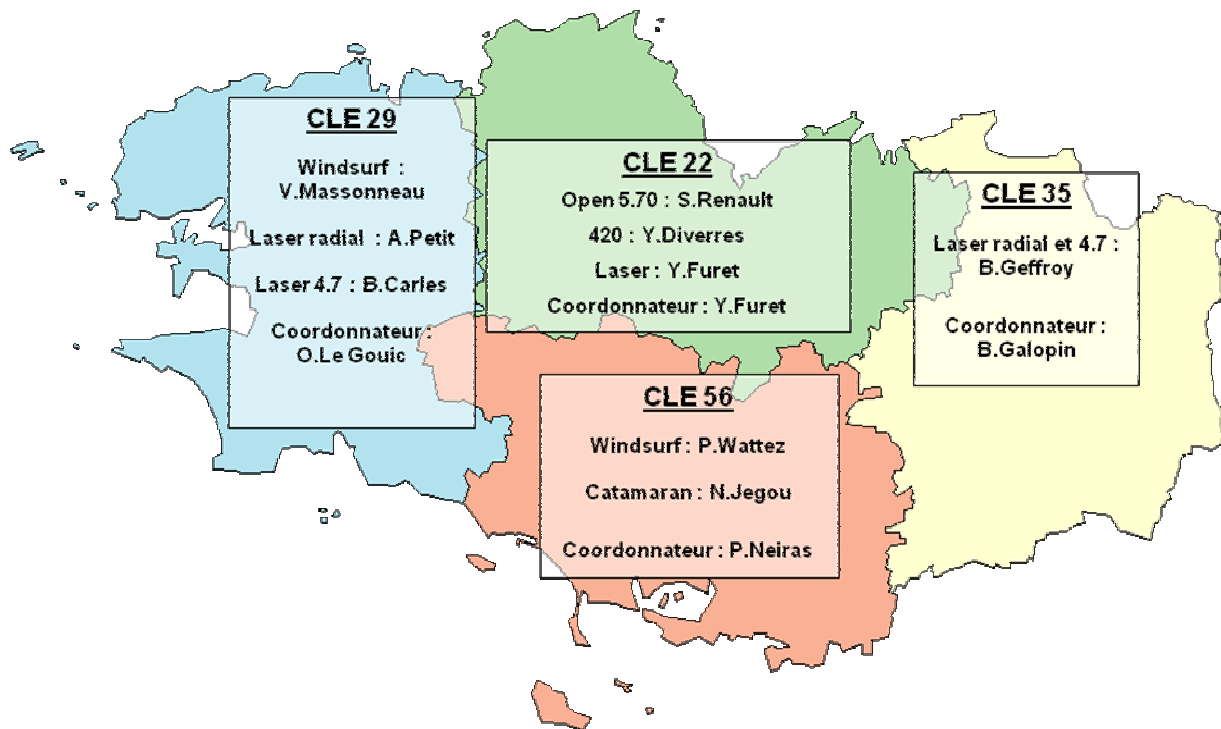 CLE 29
Windsurf :
V.Massonneau
Laser radial : A.Petit
Laser 4.7 : B.Carles
Coordonnateur :
O.Le Gouic
CLE 22
Open 5.70 : S.Renault
420 : Y.Diverres
Laser : Y.Furet
Coordonnateur : Y.Furet
CLE 35
Laser radial et 4.7 :
B.Geffroy
Coordonnateur :
B.Galopin
CLE 56
Windsurf : P.Wattez
Catamaran : N.Jegou
Coordonnateur : P.Neiras